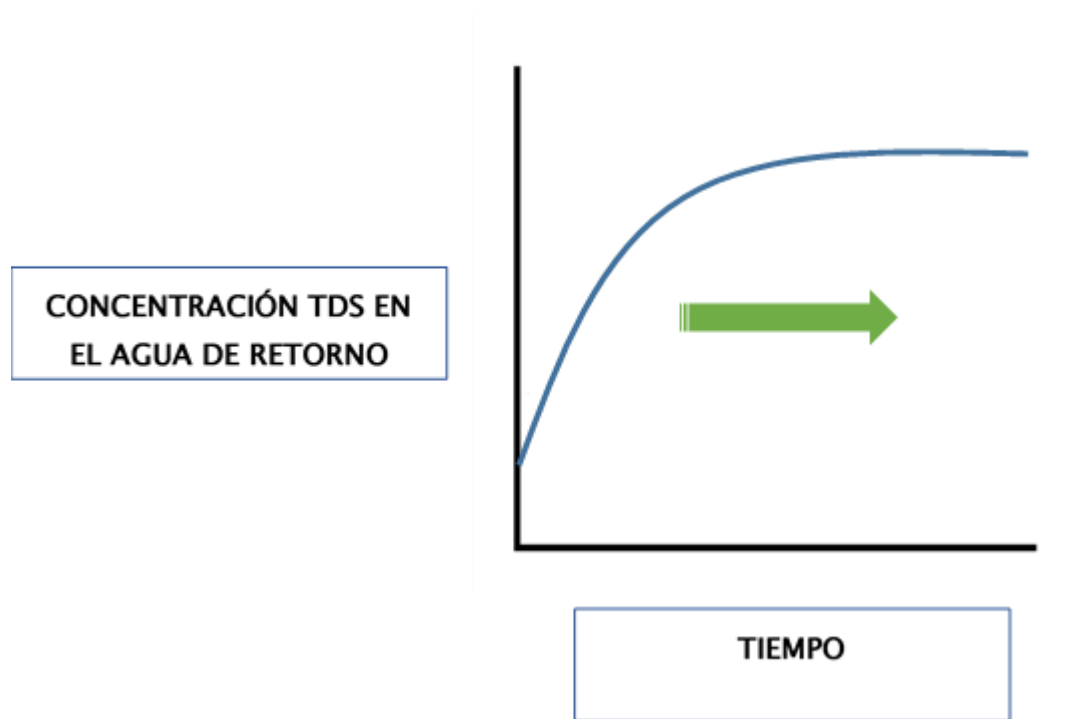 CONCENTRACIÓN TDS EN
EL AGUA DE RETORNO
TIEMPO